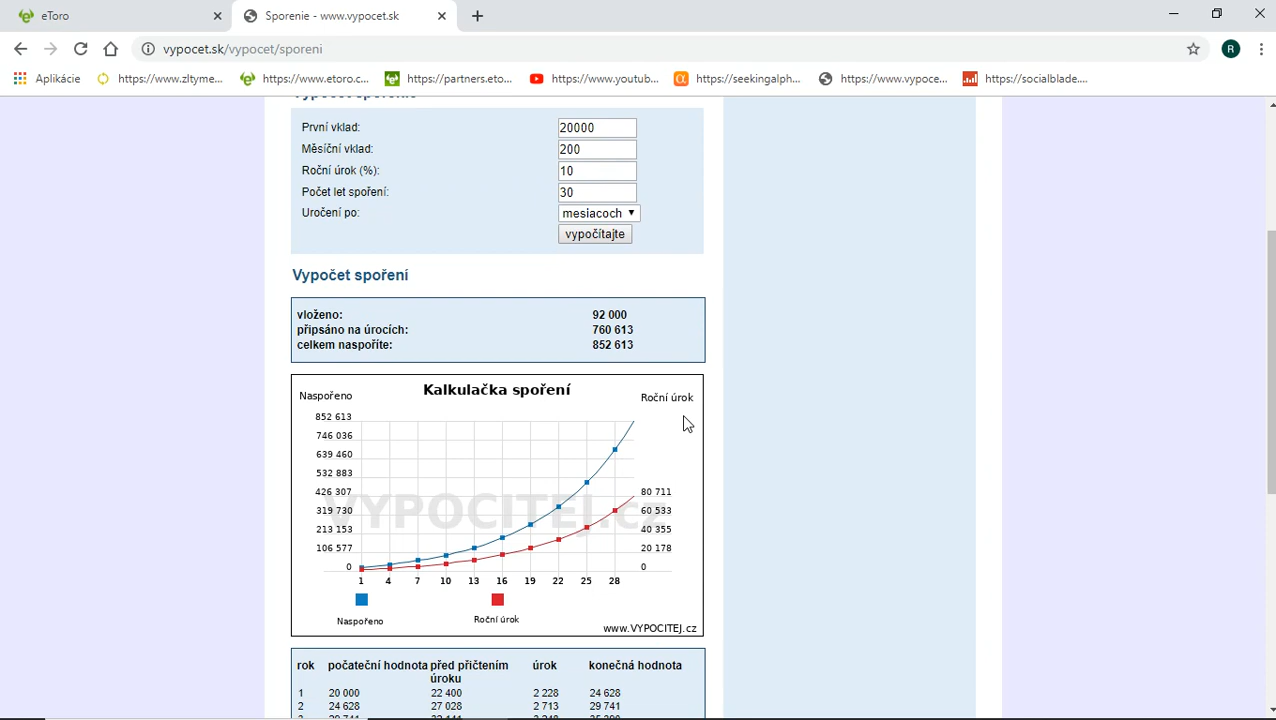 eToro
Sporenie - www.vypocet.sk
vypocet.sk/vypocet/sporeni
R
Aplikácie
https://www.zltyme...
https://www.etoro.c...
https://partners.eto...
https://www.youtub...
https://seekingalph...
https://www.vypoce...
https://socialblade....
První vklad: 20000
Měsíční vklad: 200
Roční úrok (%): 10
Počet let spoření: 30
Uročení po: mesiacoch
vypočítajte
Vypočet spoření
vloženo: 92 000
připsáno na úrocích: 760 613
celkem naspoříte: 852 613
Kalkulačka spoření
Naspořeno
Roční úrok
852 613
746 036
639 460
532 883
426 307
319 730
213 153
106 577
0
80 711
60 533
40 355
20 178
0
VYPOCITEJ.cz
1 4 7 10 13 16 19 22 25 28
Naspořeno
Roční úrok
www.VYPOCITEJ.cz
rok počateční hodnota před přičtením úroku úrok konečná hodnota
1 20 000 22 400 2 228 24 628
2 24 628 27 028 2 713 29 741